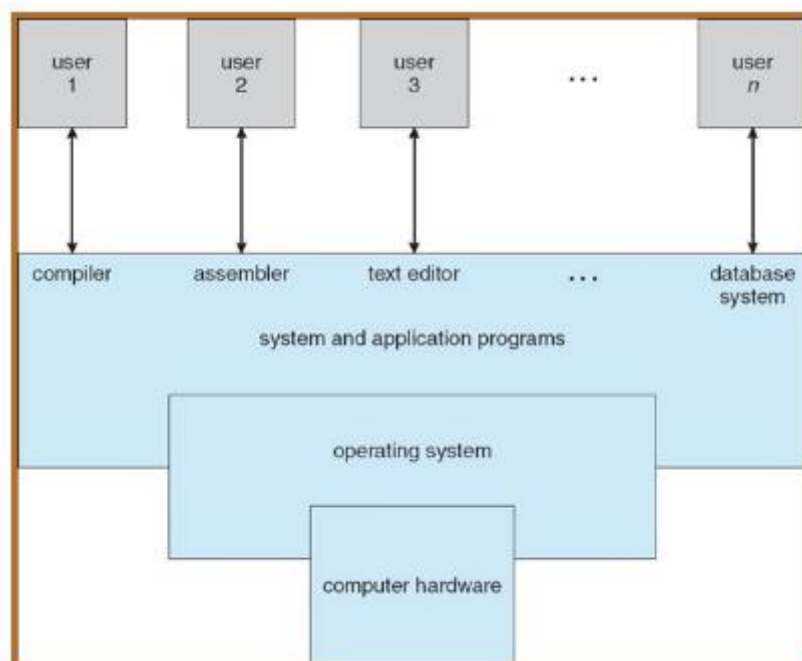 user
1
user
2
user
3
...
user
n
compiler
assembler
text editor
...
database
system
system and application programs
operating system
computer hardware